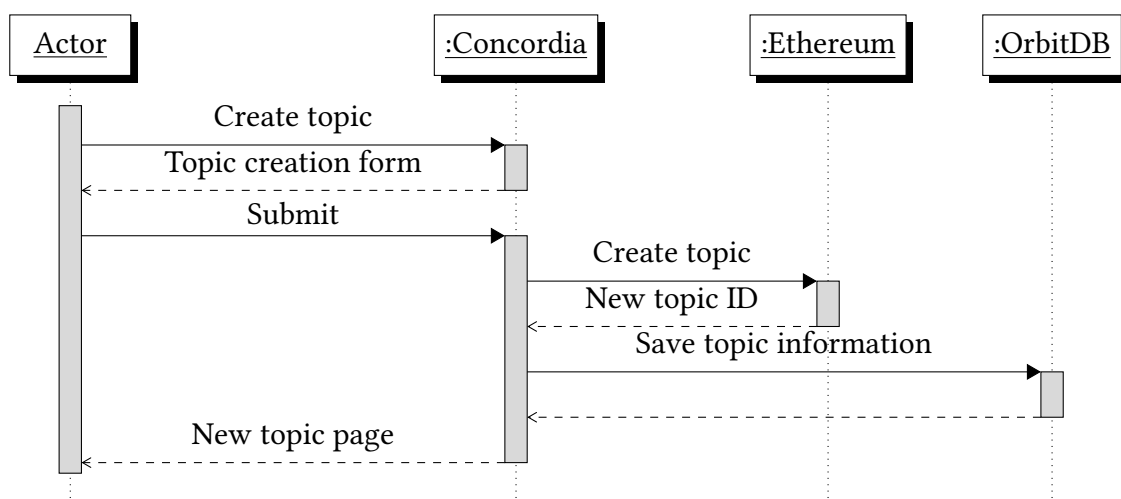 Actor
:Concordia
:Ethereum
:OrbitDB
Create topic
Topic creation form
Submit
Create topic
New topic ID
Save topic information
New topic page